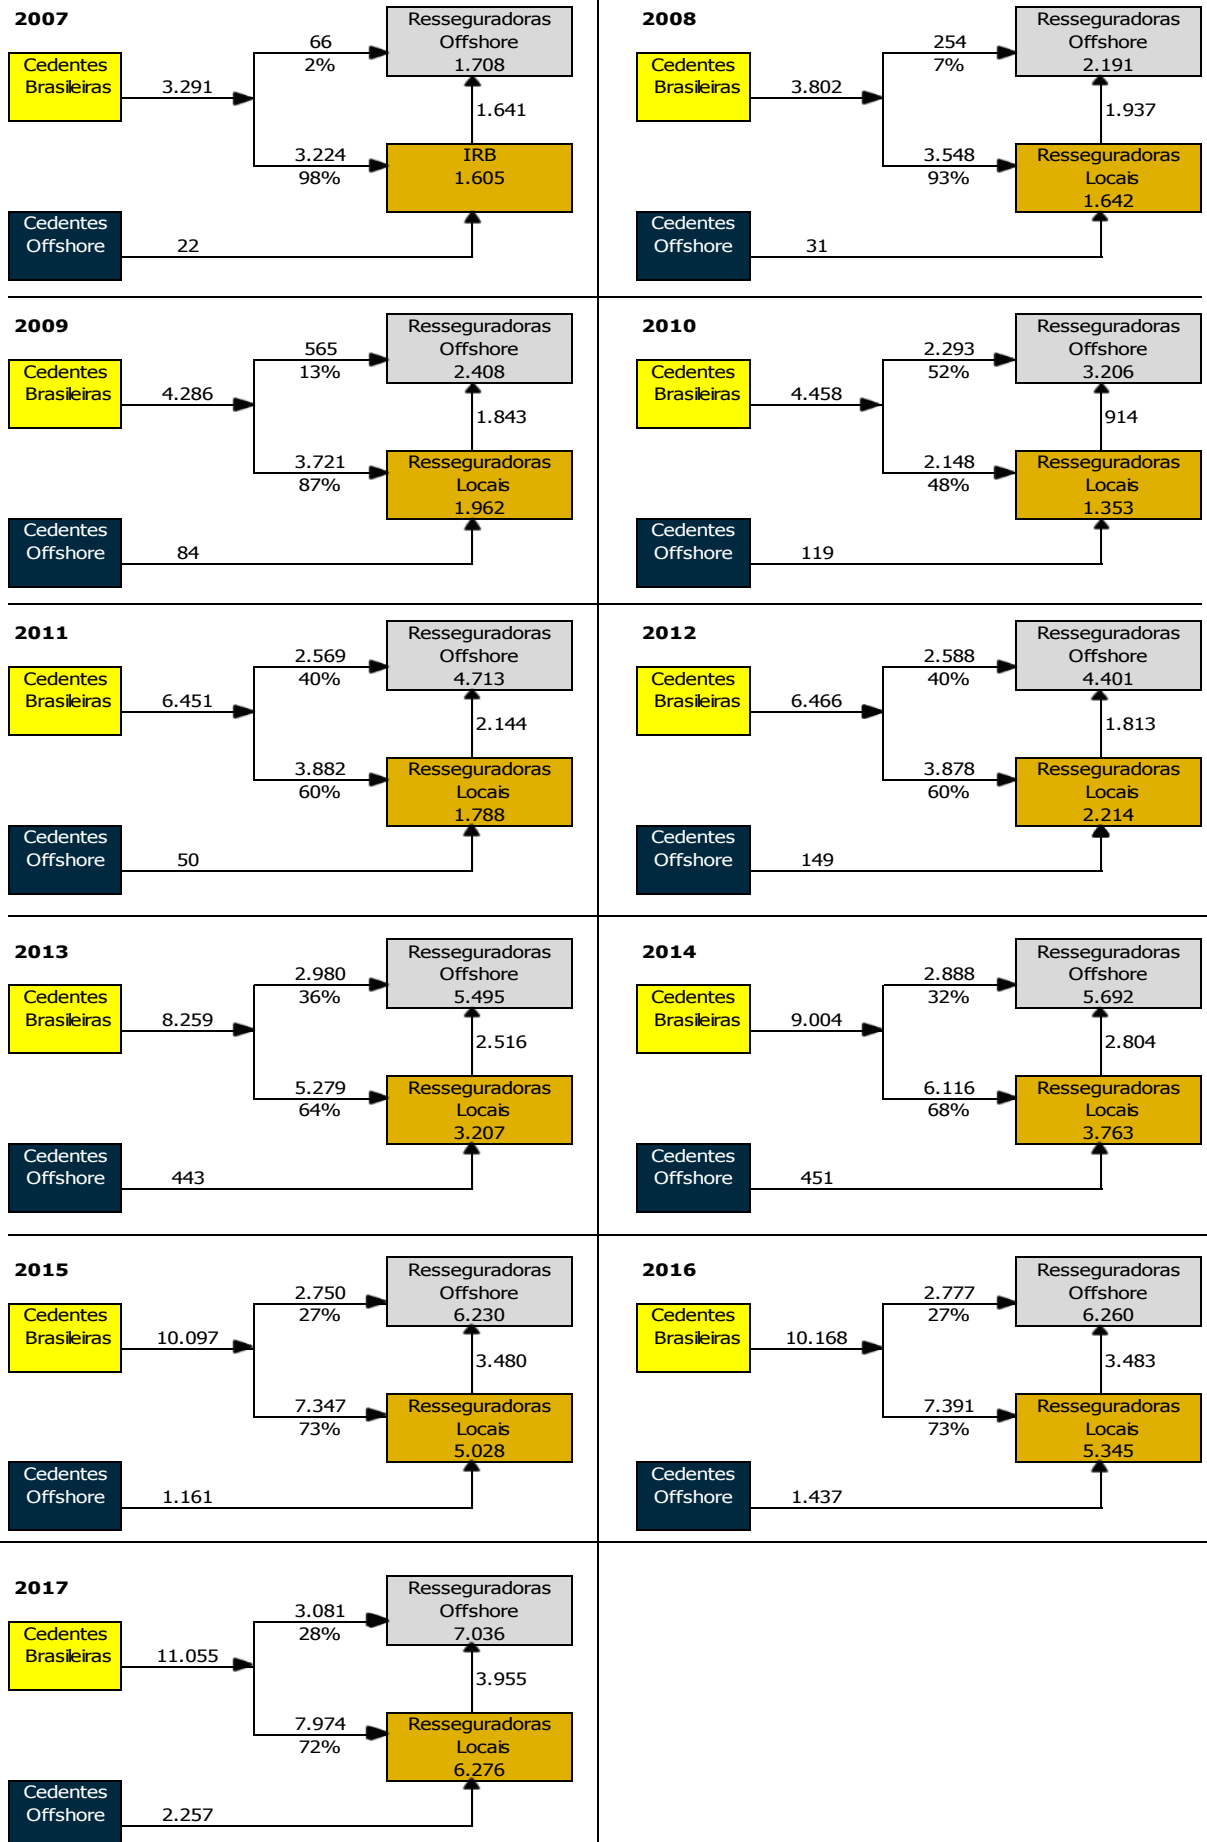 2007
Resseguradoras
Offshore
1.708
66
2%
Cedentes
Brasileiras
3.291
1.641
3.224
98%
IRB
1.605
Cedentes
Offshore
22
2008
Resseguradoras
Offshore
2.191
254
7%
Cedentes
Brasileiras
3.802
1.937
3.548
93%
Resseguradoras
Locais
1.642
Cedentes
Offshore
31
2009
Resseguradoras
Offshore
2.408
565
13%
Cedentes
Brasileiras
4.286
1.843
3.721
87%
Resseguradoras
Locais
1.962
Cedentes
Offshore
84
2010
Resseguradoras
Offshore
3.206
2.293
52%
Cedentes
Brasileiras
4.458
914
2.148
48%
Resseguradoras
Locais
1.353
Cedentes
Offshore
119
2011
Resseguradoras
Offshore
4.713
2.569
40%
Cedentes
Brasileiras
6.451
2.144
3.882
60%
Resseguradoras
Locais
1.788
Cedentes
Offshore
50
2012
Resseguradoras
Offshore
4.401
2.588
40%
Cedentes
Brasileiras
6.466
1.813
3.878
60%
Resseguradoras
Locais
2.214
Cedentes
Offshore
149
2013
Resseguradoras
Offshore
5.495
2.980
36%
Cedentes
Brasileiras
8.259
2.516
5.279
64%
Resseguradoras
Locais
3.207
Cedentes
Offshore
443
2014
Resseguradoras
Offshore
5.692
2.888
32%
Cedentes
Brasileiras
9.004
2.804
6.116
68%
Resseguradoras
Locais
3.763
Cedentes
Offshore
451
2015
Resseguradoras
Offshore
6.230
2.750
27%
Cedentes
Brasileiras
10.097
3.480
7.347
73%
Resseguradoras
Locais
5.028
Cedentes
Offshore
1.161
2016
Resseguradoras
Offshore
6.260
2.777
27%
Cedentes
Brasileiras
10.168
3.483
7.391
73%
Resseguradoras
Locais
5.345
Cedentes
Offshore
1.437
2017
Resseguradoras
Offshore
7.036
3.081
28%
Cedentes
Brasileiras
11.055
3.955
7.974
72%
Resseguradoras
Locais
6.276
Cedentes
Offshore
2.257